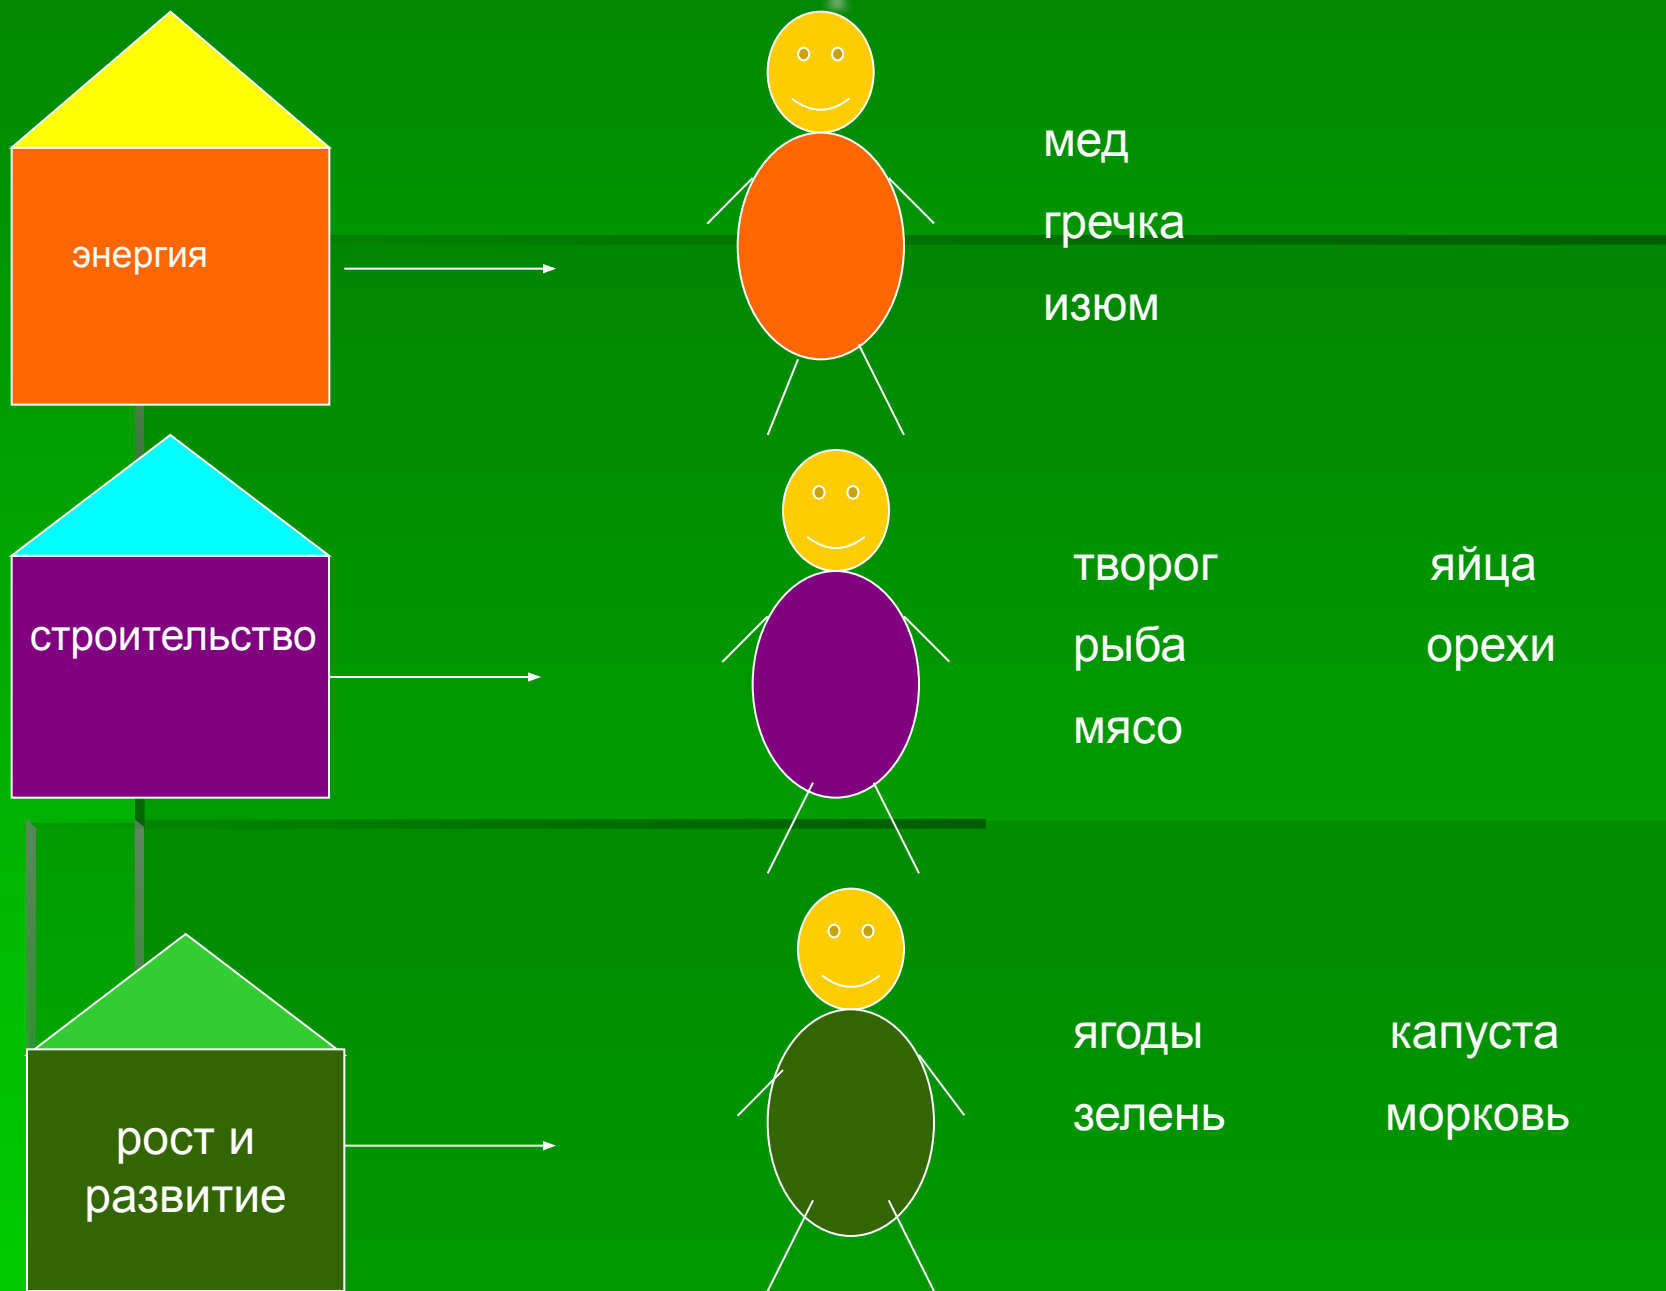 энергия
мед
гречка
изюм
строительство
творог яйца
рыба орехи
мясо
рост и
развитие
ягоды капуста
зелень морковь